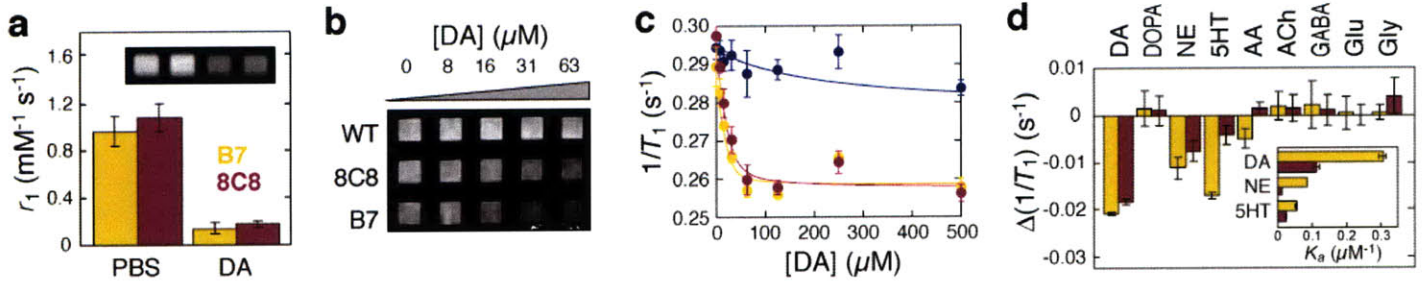 a
r1 (mM-1 s-1)
1.6
1.2
0.8
0.4
0
B7
8C8
PBS
DA
b
[DA] (µM)
0 8 16 31 63
WT
8C8
B7
c
1/T1 (s-1)
0.30
0.29
0.28
0.27
0.26
0.25
0 100 200 300 400 500
[DA] (µM)
d
DA DOPA NE 5HT AA ACh GABA Glu Gly
Δ(1/T1) (s-1)
0.01
0
-0.01
-0.02
-0.03
DA
NE
5HT
0 0.1 0.2 0.3
Ka (µM-1)